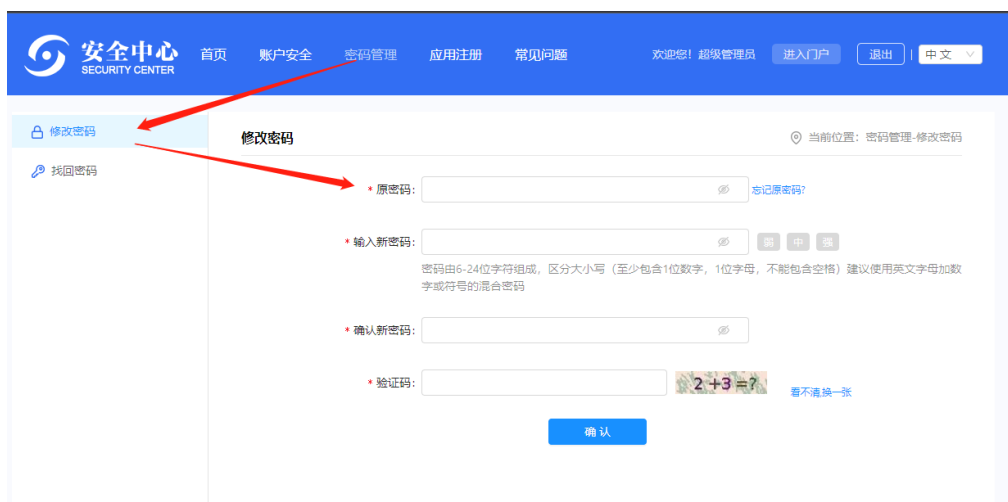 安全中心
SECURITY CENTER
首页 账户安全 密码管理 应用注册 常见问题 欢迎您！超级管理员 进入门户 退出 | 中文
修改密码
找回密码
修改密码 当前位置：密码管理-修改密码
* 原密码： 忘记原密码?
* 输入新密码： 弱 中 强
密码由6-24位字符组成，区分大小写（至少包含1位数字，1位字母，不能包含空格）建议使用英文字母加数
字或符号的混合密码
* 确认新密码：
* 验证码： 2+3=? 看不清,换一张
确 认